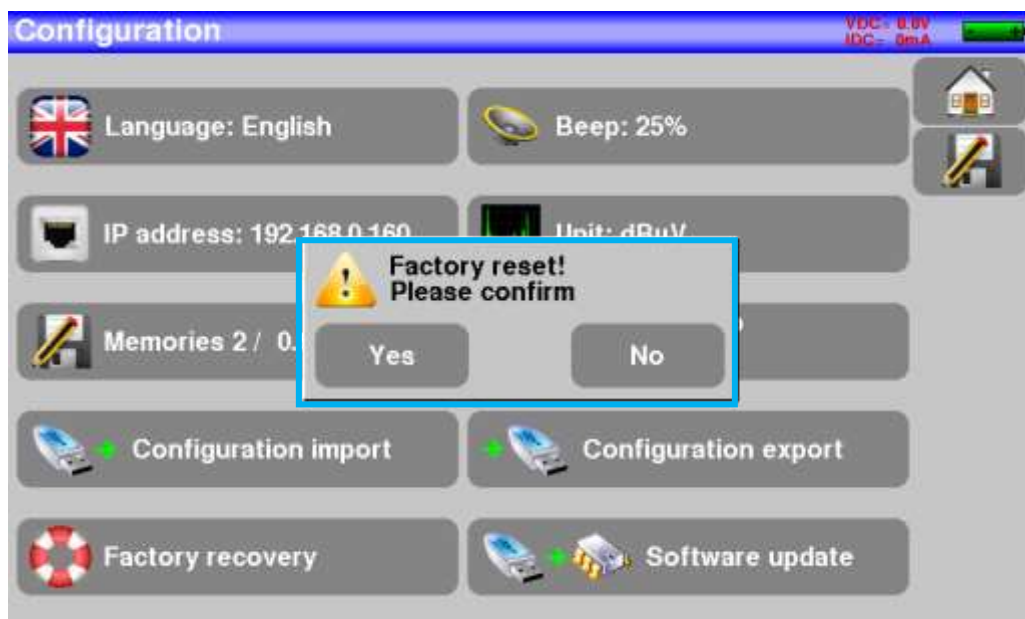 Configuration
VDC= 0.0V
IDC= 0mA
Language: English
Beep: 25%
IP address: 192.168.0.160
Unit: dBuV
Factory reset!
Please confirm
Memories 2 / 0.
Yes
No
Configuration import
Configuration export
Factory recovery
Software update